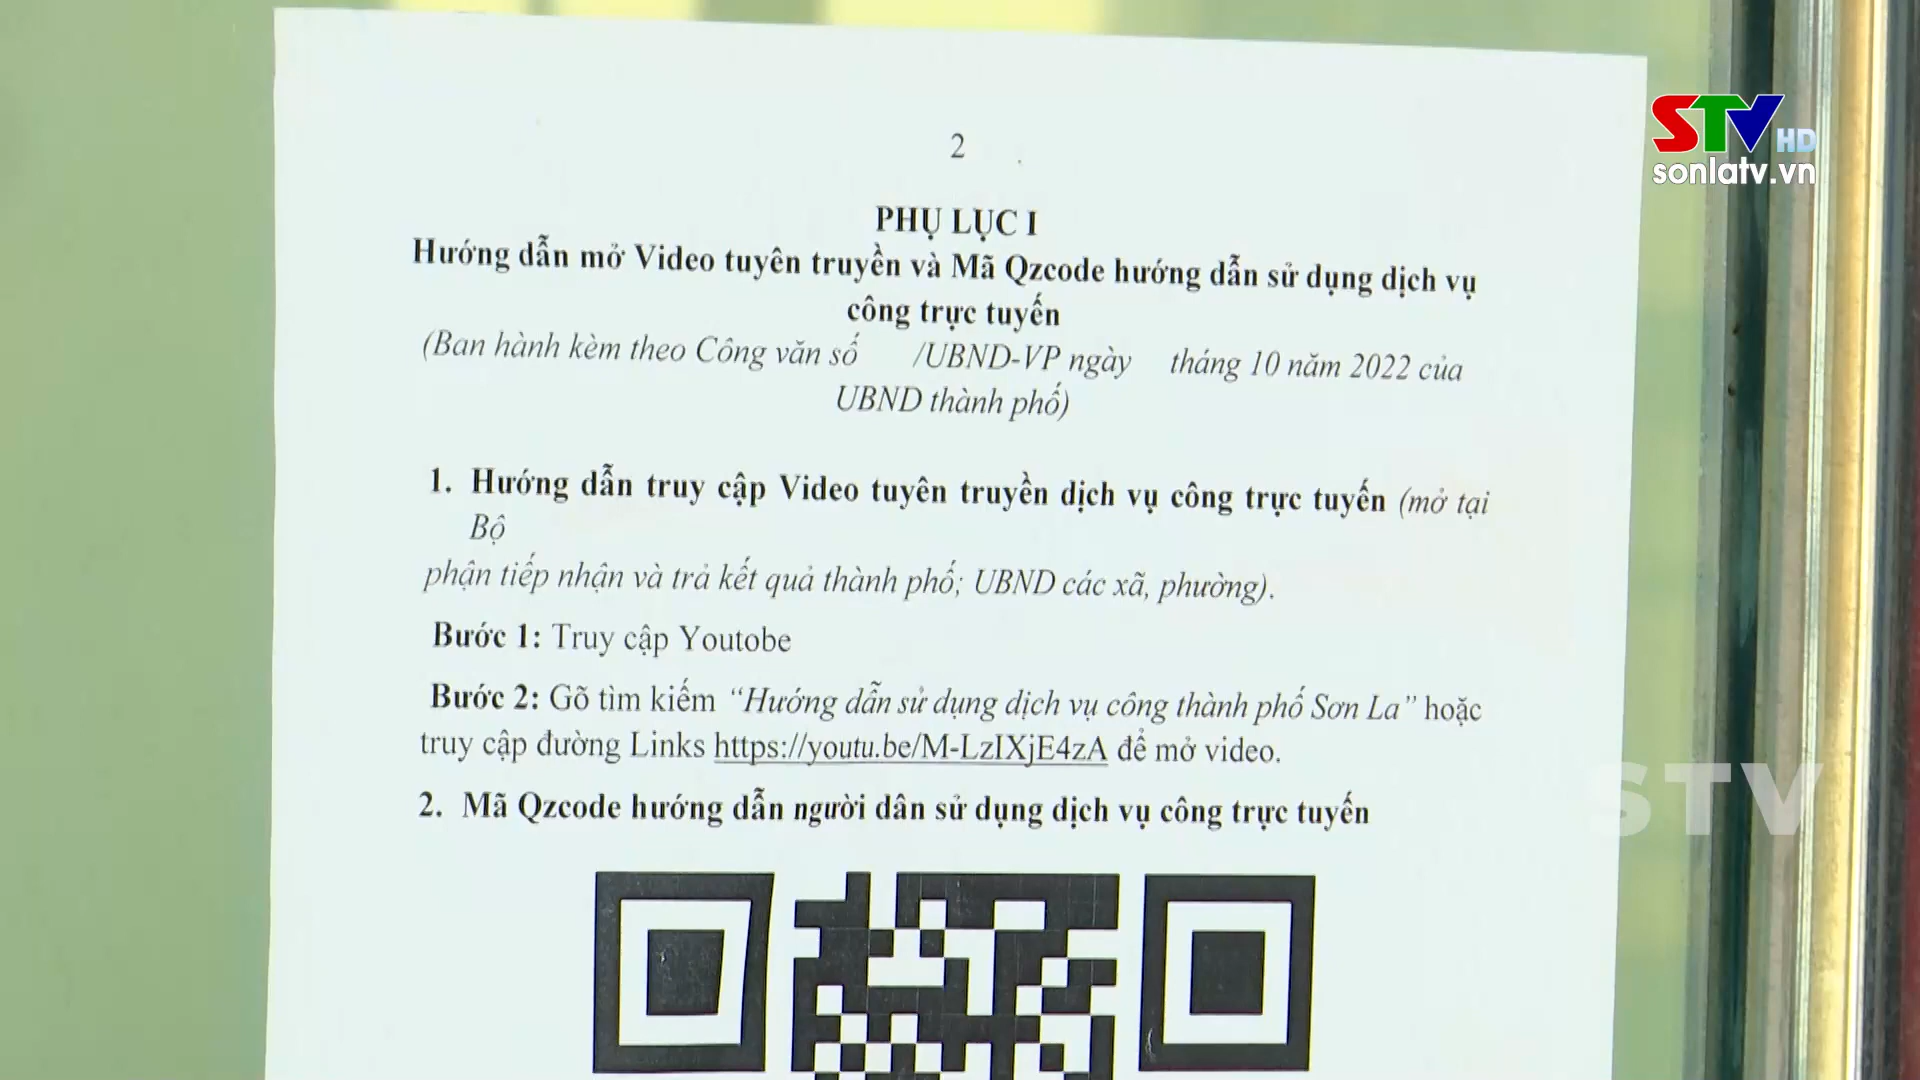 STV HD
sonlatv.vn
2
PHỤ LỤC I
Hướng dẫn mở Video tuyên truyền và Mã Qzcode hướng dẫn sử dụng dịch vụ
công trực tuyến
(Ban hành kèm theo Công văn số /UBND-VP ngày tháng 10 năm 2022 của
UBND thành phố)
1. Hướng dẫn truy cập Video tuyên truyền dịch vụ công trực tuyến (mở tại
Bộ
phận tiếp nhận và trả kết quả thành phố; UBND các xã, phường).
Bước 1: Truy cập Youtobe
Bước 2: Gõ tìm kiếm “Hướng dẫn sử dụng dịch vụ công thành phố Sơn La” hoặc
truy cập đường Links https://youtu.be/M-LzIXjE4zA để mở video.
STV
2. Mã Qzcode hướng dẫn người dân sử dụng dịch vụ công trực tuyến